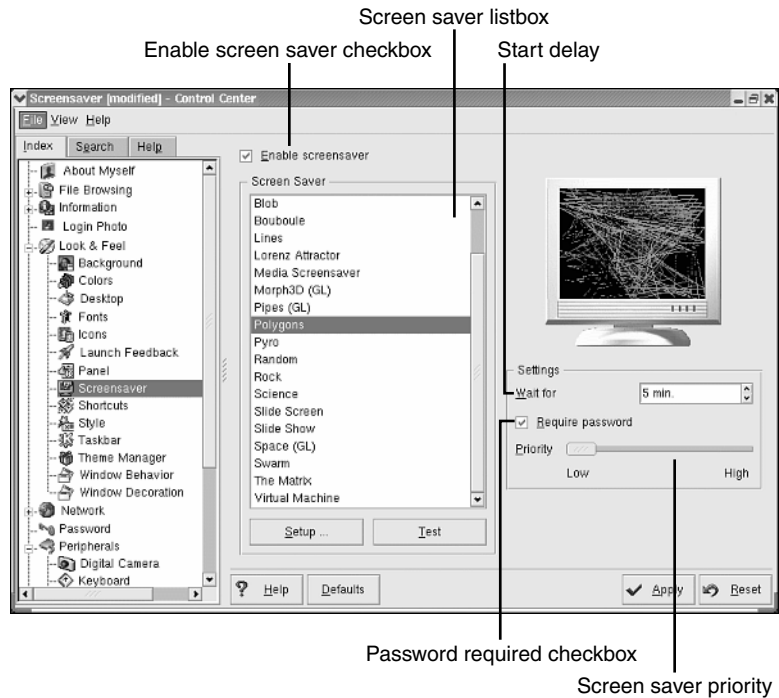 Screen saver listbox
Enable screen saver checkbox
Start delay
Screensaver [modified] - Control Center
File View Help
Index Search Help
About Myself
File Browsing
Information
Login Photo
Look & Feel
Background
Colors
Desktop
Fonts
Icons
Launch Feedback
Panel
Screensaver
Shortcuts
Style
Taskbar
Theme Manager
Window Behavior
Window Decoration
Network
Password
Peripherals
Digital Camera
Keyboard
Enable screensaver
Screen Saver
Blob
Bouboule
Lines
Lorenz Attractor
Media Screensaver
Morph3D (GL)
Pipes (GL)
Polygons
Pyro
Random
Rock
Science
Slide Screen
Slide Show
Space (GL)
Swarm
The Matrix
Virtual Machine
Setup ... Test
Settings
Wait for 5 min.
Require password
Priority
Low High
? Help Defaults Apply Reset
Password required checkbox
Screen saver priority